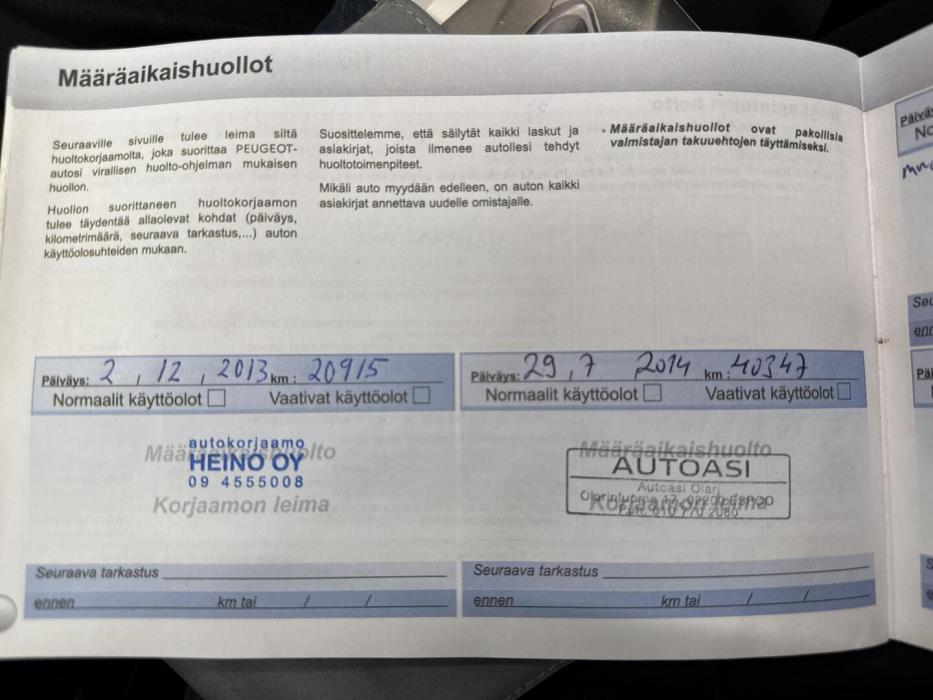 Määräaikaishuollot
Seuraaville sivuille tulee leima siltä
huoltokorjaamolta, joka suorittaa PEUGEOT-
autosi virallisen huolto-ohjelman mukaisen
huollon.
Huollon suorittaneen huoltokorjaamon
tulee täydentää allaolevat kohdat (päiväys,
kilometrimäärä, seuraava tarkastus,...) auton
käyttöolosuhteiden mukaan.
Suosittelemme, että säilytät kaikki laskut ja
asiakirjat, joista ilmenee autollesi tehdyt
huoltotoimenpiteet.
Mikäli auto myydään edelleen, on auton kaikki
asiakirjat annettava uudelle omistajalle.
• Määräaikaishuollot ovat pakollisia
valmistajan takuuehtojen täyttämiseksi.
Päiväys: 2 , 12 , 2013 km : 20915
Normaalit käyttöolot Vaativat käyttöolot
Määräaikaishuolto
autokorjaamo
HEINO OY
09 4555008
Korjaamon leima
Seuraava tarkastus
ennen km tai / /
Päiväys: 29 , 7 2014 km : 40347
Normaalit käyttöolot Vaativat käyttöolot
Määräaikaishuolto
AUTOASI
Autoasi Olari
Korjaamon leima
Seuraava tarkastus
ennen km tai / /